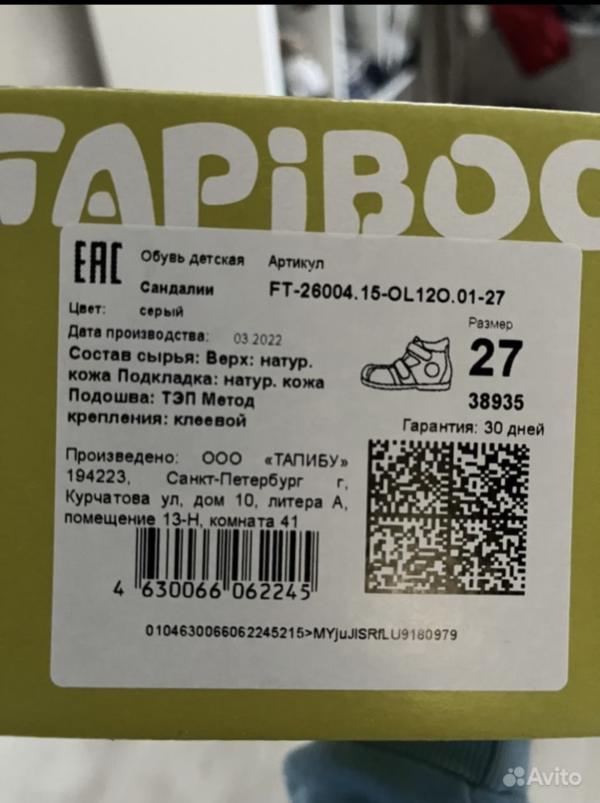 TAPiBOO
EAC
Обувь детская
Артикул
Сандалии
FT-26004.15-OL12O.01-27
Цвет: серый
Размер
Дата производства: 03.2022
27
Состав сырья: Верх: натур.
кожа Подкладка: натур. кожа
Подошва: ТЭП Метод
38935
крепления: клеевой
Гарантия: 30 дней
Произведено: ООО «ТАПИБУ»
194223, Санкт-Петербург г,
Курчатова ул, дом 10, литера А,
помещение 13-Н, комната 41
4 630066 062245
0104630066062245215>MYjuJISRfLU9180979
Avito